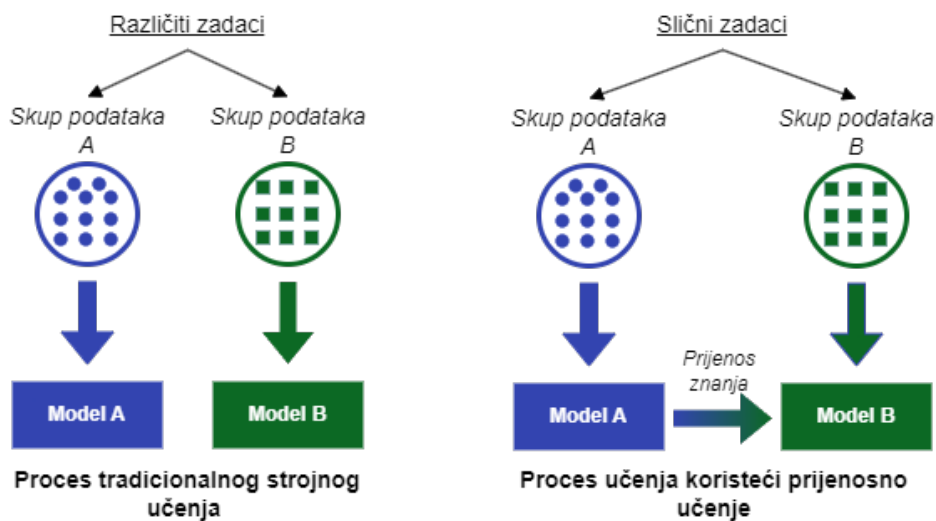 Različiti zadaci
Skup podataka
A
Skup podataka
B
Model A
Model B
Proces tradicionalnog strojnog
učenja
Slični zadaci
Skup podataka
A
Skup podataka
B
Prijenos
znanja
Model A
Model B
Proces učenja koristeći prijenosno
učenje